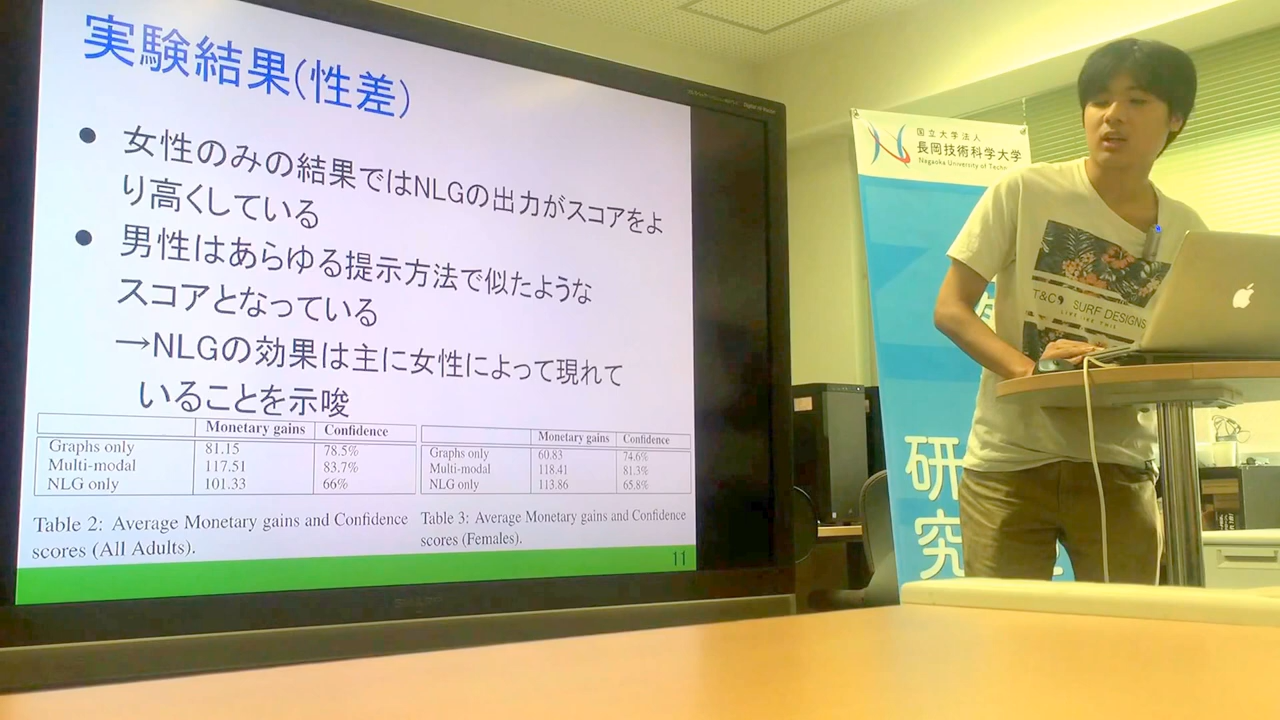 実験結果(性差)
• 女性のみの結果ではNLGの出力がスコアをよ
り高くしている
• 男性はあらゆる提示方法で似たような
スコアとなっている
→NLGの効果は主に女性によって現れて
いることを示唆
Monetary gains Confidence
Graphs only 81.15 78.5%
Multi-modal 117.51 83.7%
NLG only 101.33 66%
Table 2: Average Monetary gains and Confidence
scores (All Adults).
Monetary gains Confidence
Graphs only 60.83 74.6%
Multi-modal 118.41 81.3%
NLG only 113.86 65.8%
Table 3: Average Monetary gains and Confidence
scores (Females).
11
国立大学法人
長岡技術科学大学
Nagaoka University of Techn
研
究
T&C SURF DESIGNS
LIFE LIKE THIS